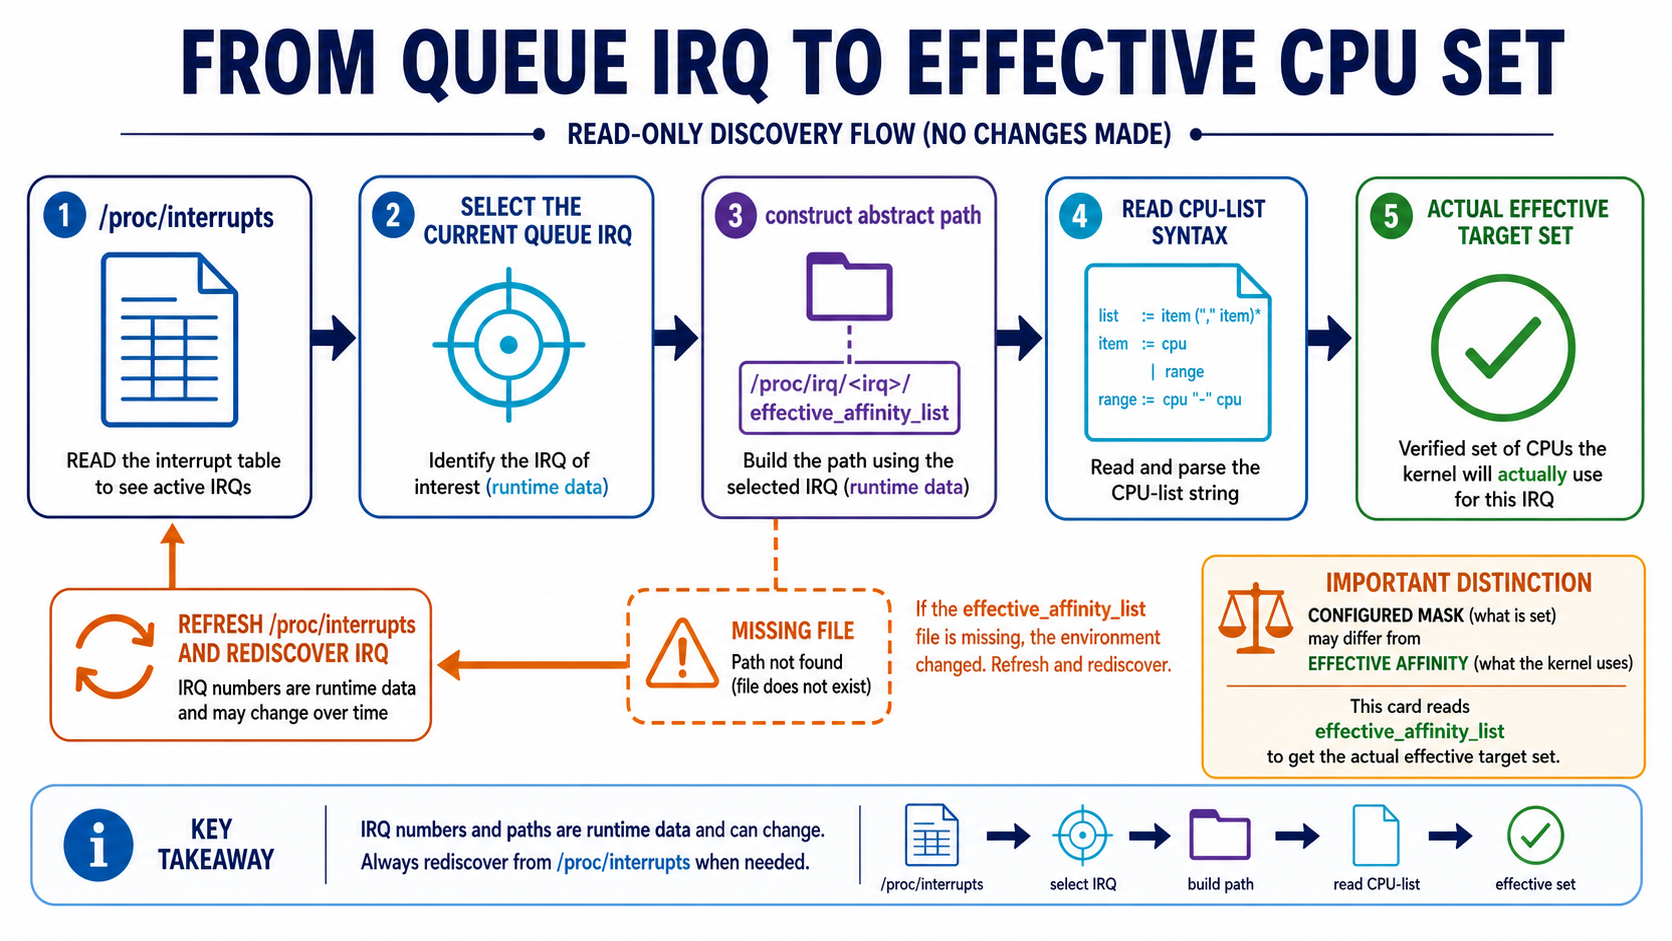 FROM QUEUE IRQ TO EFFECTIVE CPU SET
READ-ONLY DISCOVERY FLOW (NO CHANGES MADE)
1
/proc/interrupts
READ the interrupt table
to see active IRQs
2
SELECT THE
CURRENT QUEUE IRQ
Identify the IRQ of
interest (runtime data)
3
construct abstract path
/proc/irq/<irq>/
effective_affinity_list
Build the path using the
selected IRQ (runtime data)
4
READ CPU-LIST
SYNTAX
list := item ("," item)*
item := cpu
| range
range := cpu "-" cpu
Read and parse the
CPU-list string
5
ACTUAL EFFECTIVE
TARGET SET
Verified set of CPUs the
kernel will actually use
for this IRQ
REFRESH /proc/interrupts
AND REDISCOVER IRQ
IRQ numbers are runtime data
and may change over time
MISSING FILE
Path not found
(file does not exist)
If the effective_affinity_list
file is missing, the environment
changed. Refresh and rediscover.
IMPORTANT DISTINCTION
CONFIGURED MASK (what is set)
may differ from
EFFECTIVE AFFINITY (what the kernel uses)
This card reads
effective_affinity_list
to get the actual effective target set.
i
KEY
TAKEAWAY
IRQ numbers and paths are runtime data and can change.
Always rediscover from /proc/interrupts when needed.
/proc/interrupts
select IRQ
build path
read CPU-list
effective set